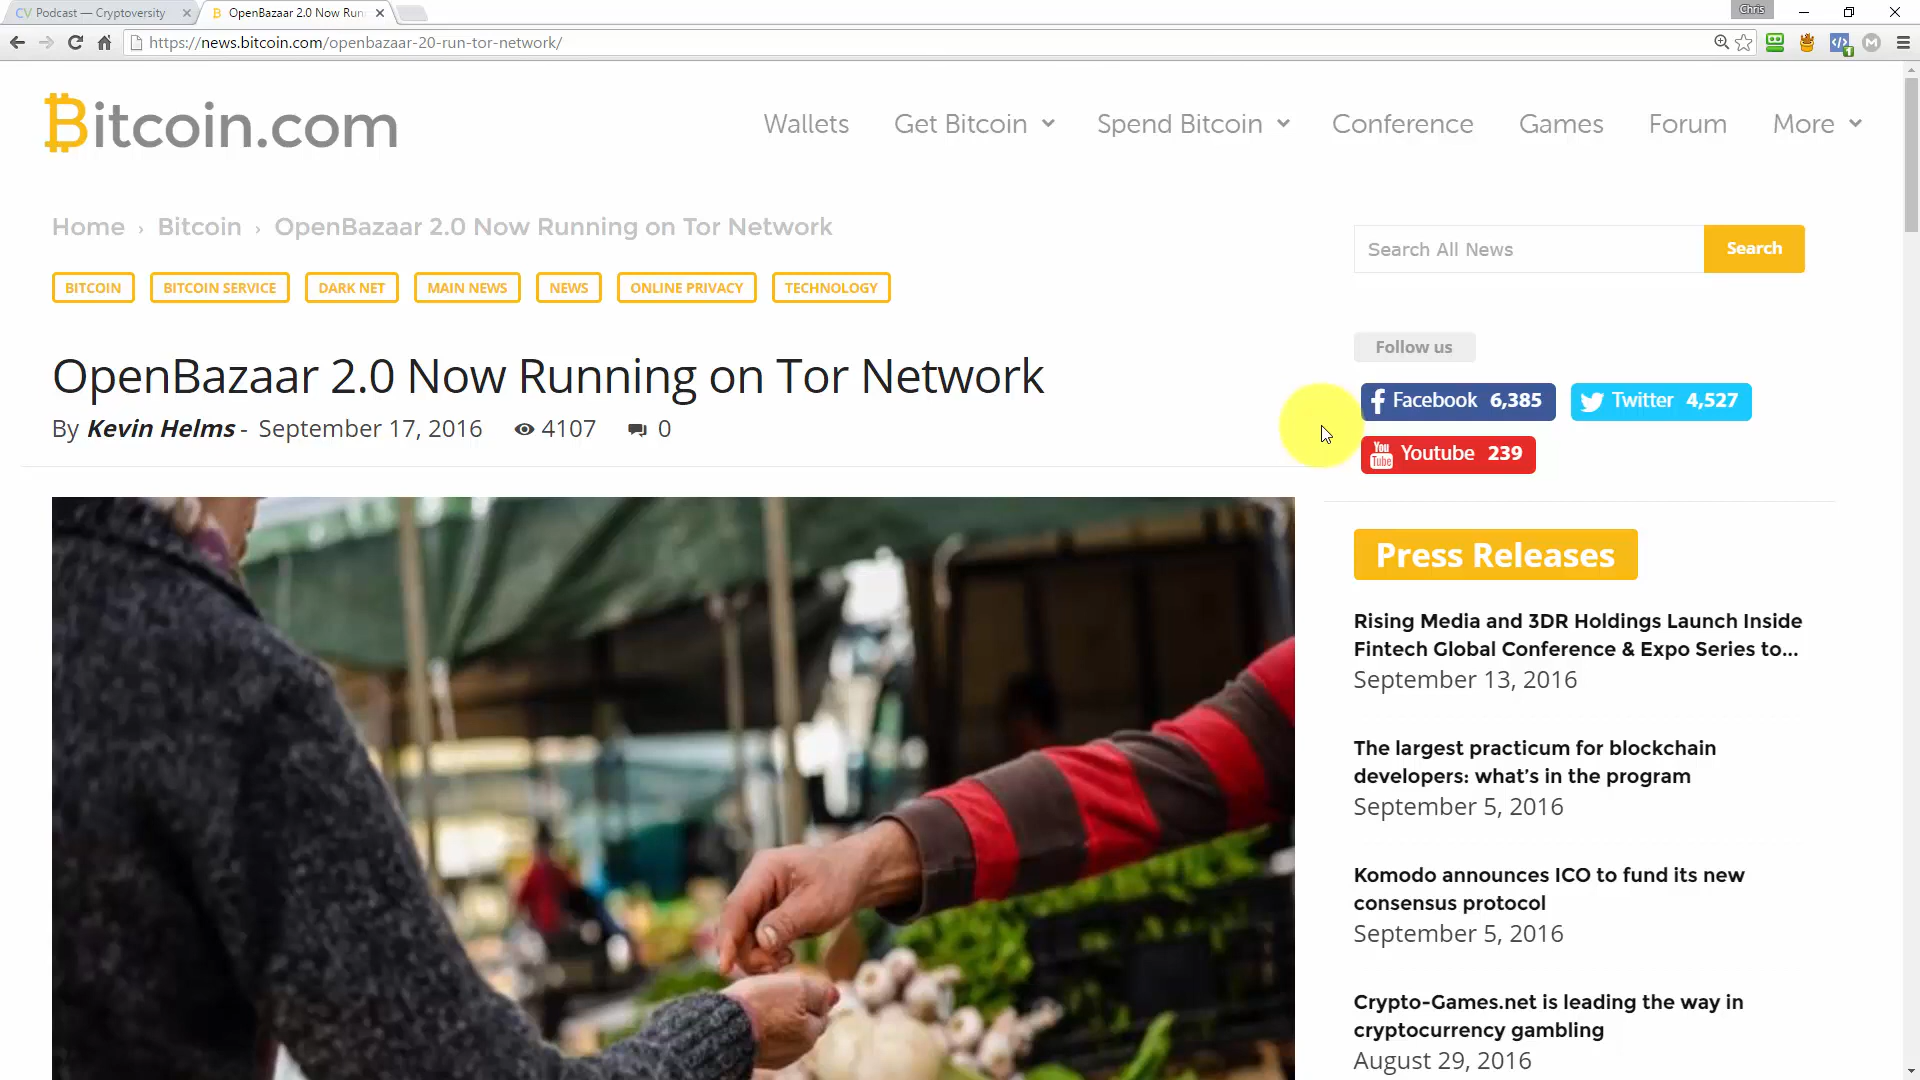 CV Podcast — Cryptoversity
OpenBazaar 2.0 Now Run
Chris
https://news.bitcoin.com/openbazaar-20-run-tor-network/
Bitcoin.com
Wallets
Get Bitcoin
Spend Bitcoin
Conference
Games
Forum
More
Home › Bitcoin › OpenBazaar 2.0 Now Running on Tor Network
Search All News
Search
BITCOIN
BITCOIN SERVICE
DARK NET
MAIN NEWS
NEWS
ONLINE PRIVACY
TECHNOLOGY
OpenBazaar 2.0 Now Running on Tor Network
By Kevin Helms - September 17, 2016 4107 0
Follow us
Facebook 6,385
Twitter 4,527
You Tube Youtube 239
Press Releases
Rising Media and 3DR Holdings Launch Inside
Fintech Global Conference & Expo Series to...
September 13, 2016
The largest practicum for blockchain
developers: what's in the program
September 5, 2016
Komodo announces ICO to fund its new
consensus protocol
September 5, 2016
Crypto-Games.net is leading the way in
cryptocurrency gambling
August 29, 2016